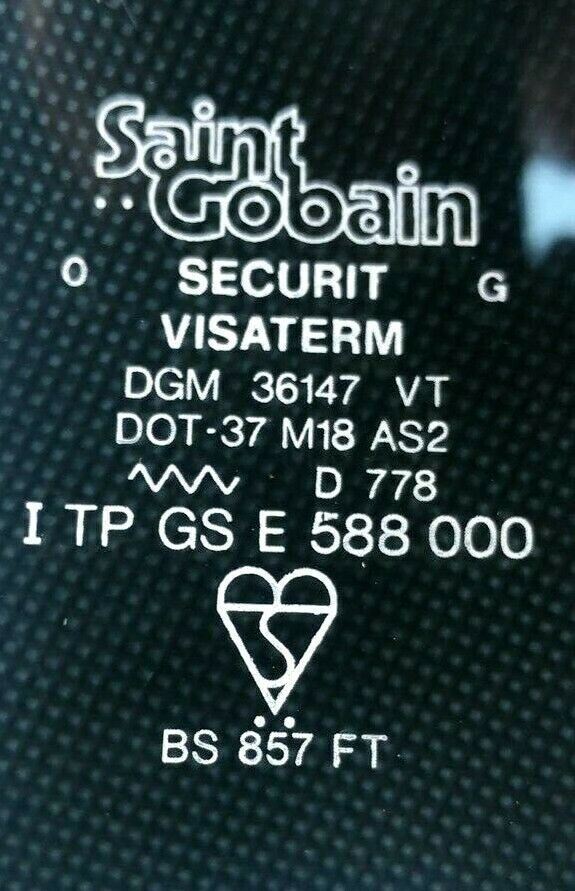 Saint
Gobain
O SECURIT G
VISATERM
DGM 36147 VT
DOT-37 M18 AS2
D 778
I TP GS E 588 000
BS 857 FT